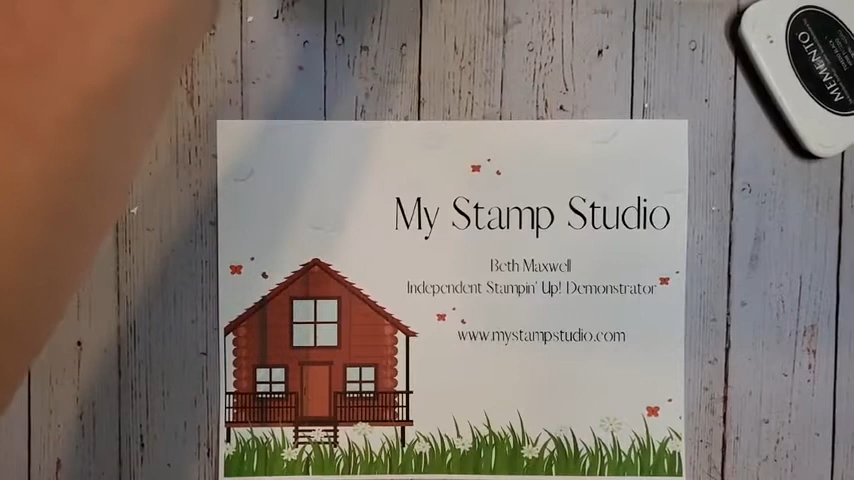 My Stamp Studio
Beth Maxwell
Independent Stampin' Up! Demonstrator
www.mystampstudio.com
MEMENTO